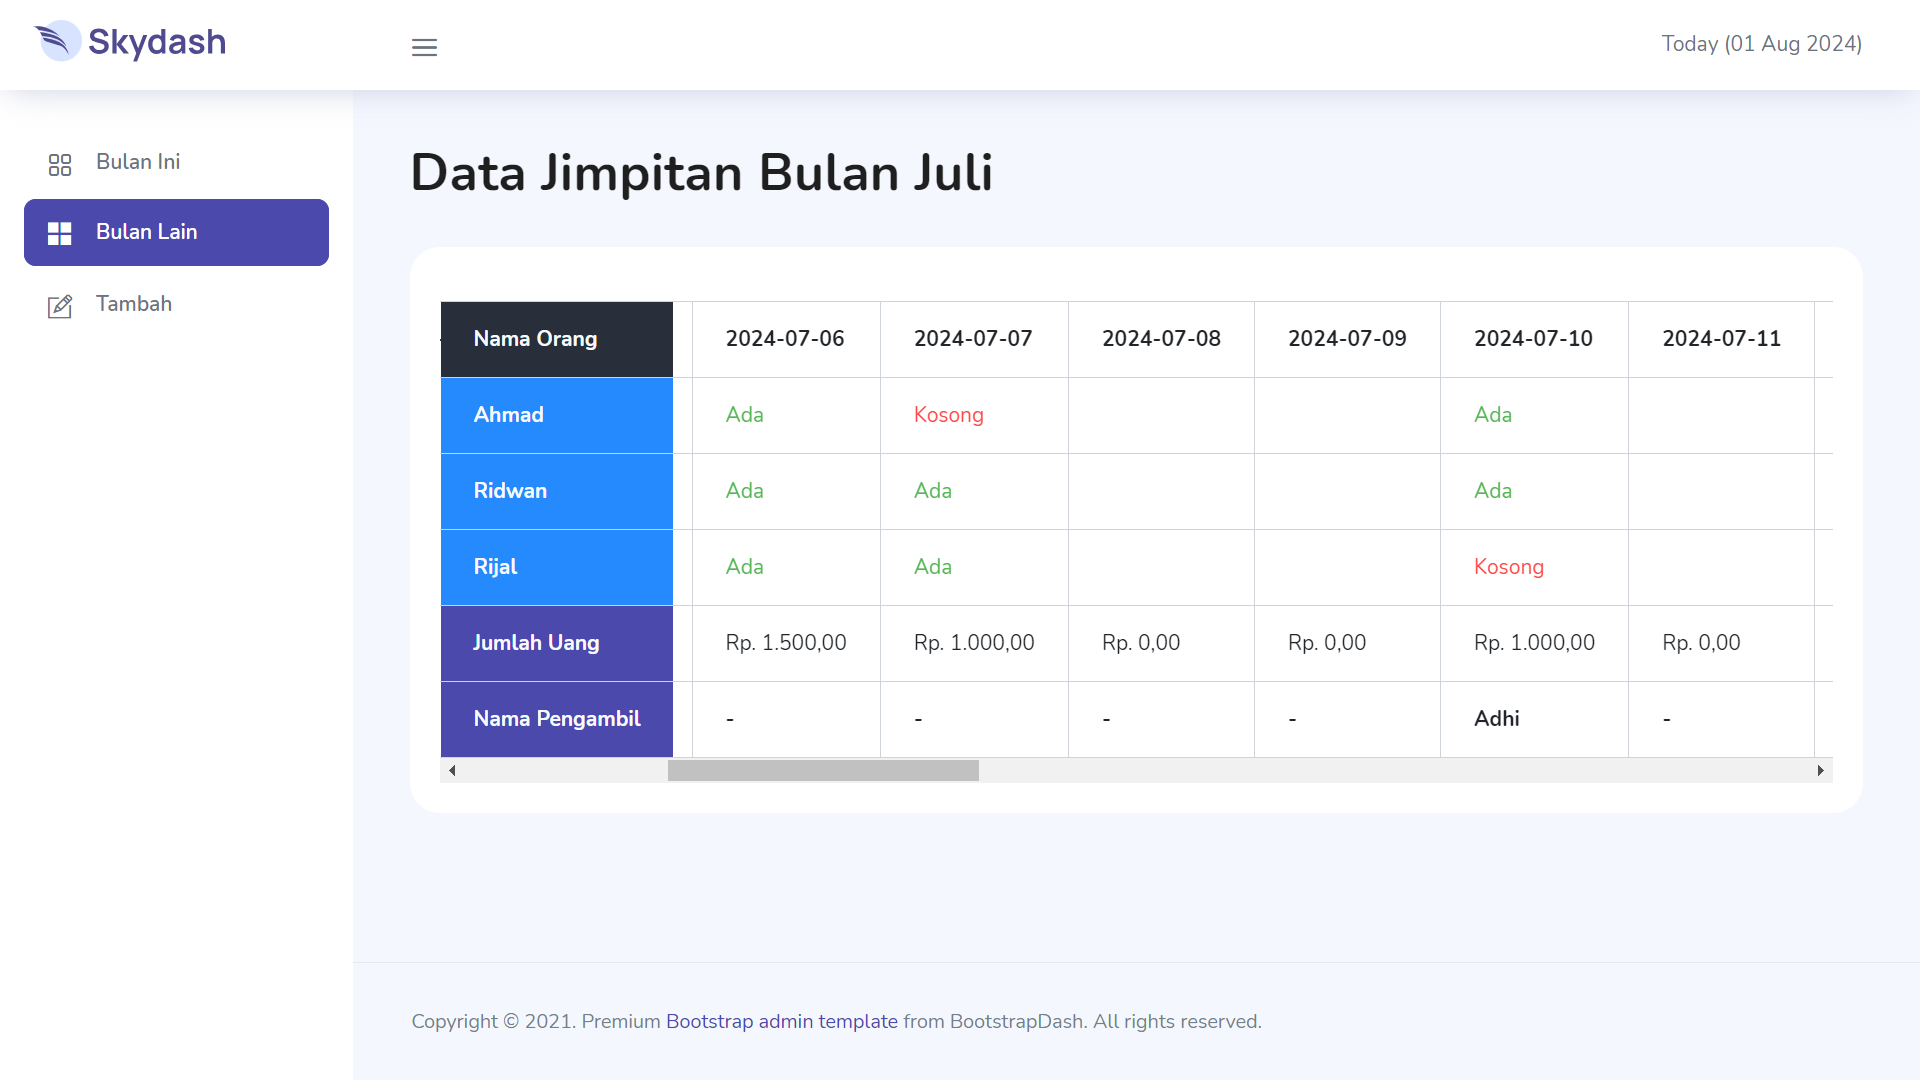 Skydash
Today (01 Aug 2024)
Bulan Ini
Bulan Lain
Tambah
Data Jimpitan Bulan Juli
Nama Orang 2024-07-06 2024-07-07 2024-07-08 2024-07-09 2024-07-10 2024-07-11
Ahmad Ada Kosong Ada
Ridwan Ada Ada Ada
Rijal Ada Ada Kosong
Jumlah Uang Rp. 1.500,00 Rp. 1.000,00 Rp. 0,00 Rp. 0,00 Rp. 1.000,00 Rp. 0,00
Nama Pengambil - - - - Adhi -
Copyright © 2021. Premium Bootstrap admin template from BootstrapDash. All rights reserved.